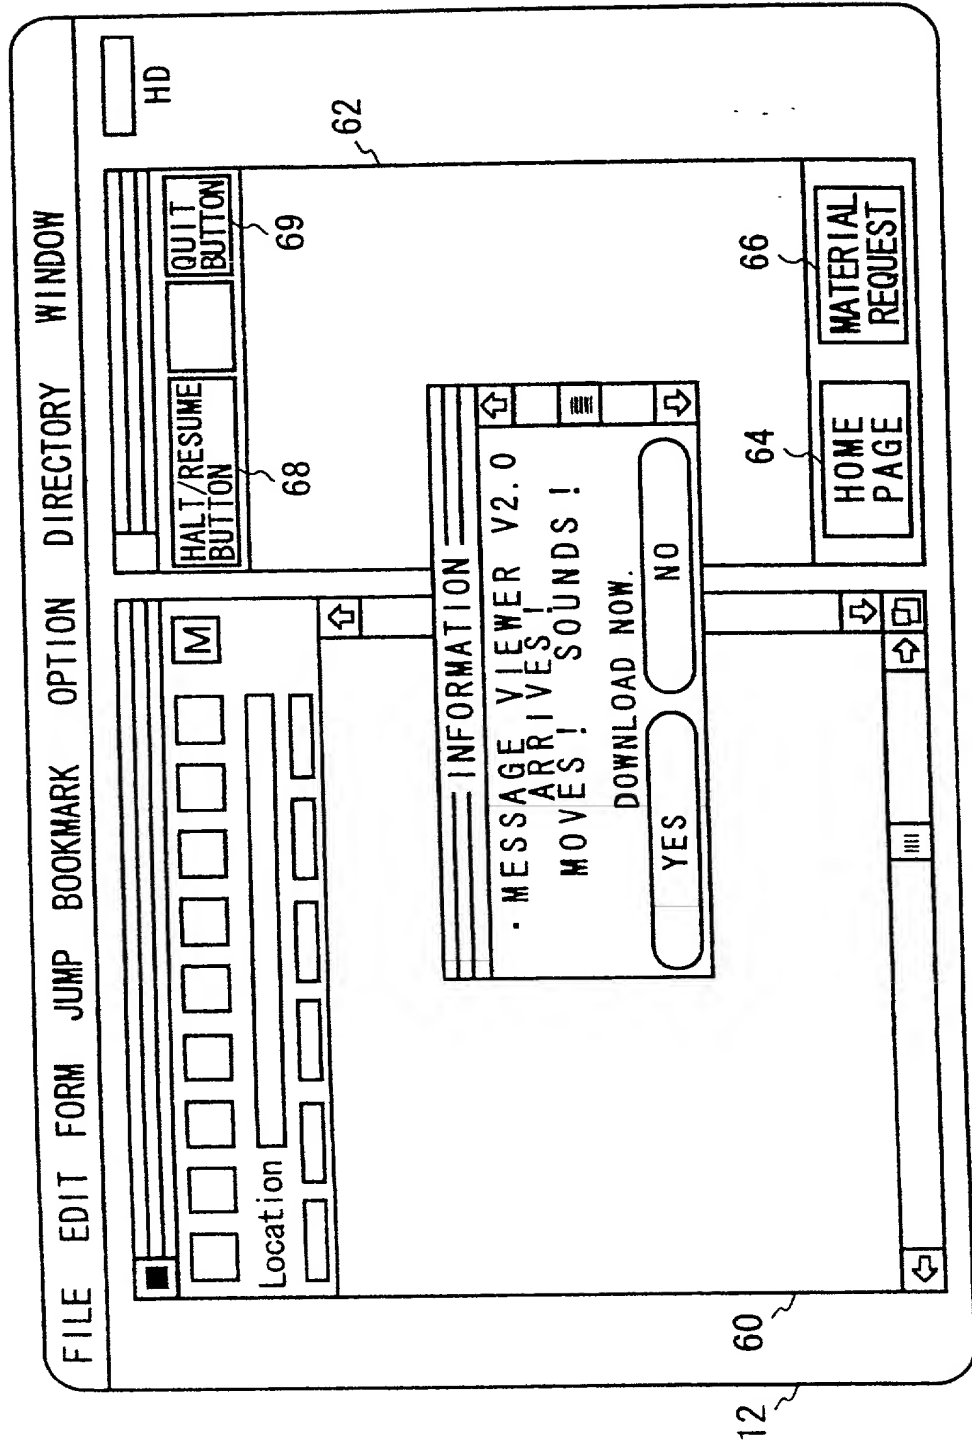 FILE EDIT FORM JUMP BOOKMARK OPTION DIRECTORY WINDOW
HD
M
HALT/RESUME
BUTTON
QUIT
BUTTON
68
69
Location
62
INFORMATION
· MESSAGE VIEWER V2.0
ARRIVES!
MOVES! SOUNDS!
DOWNLOAD NOW.
YES
NO
60
64
66
HOME
PAGE
MATERIAL
REQUEST
12